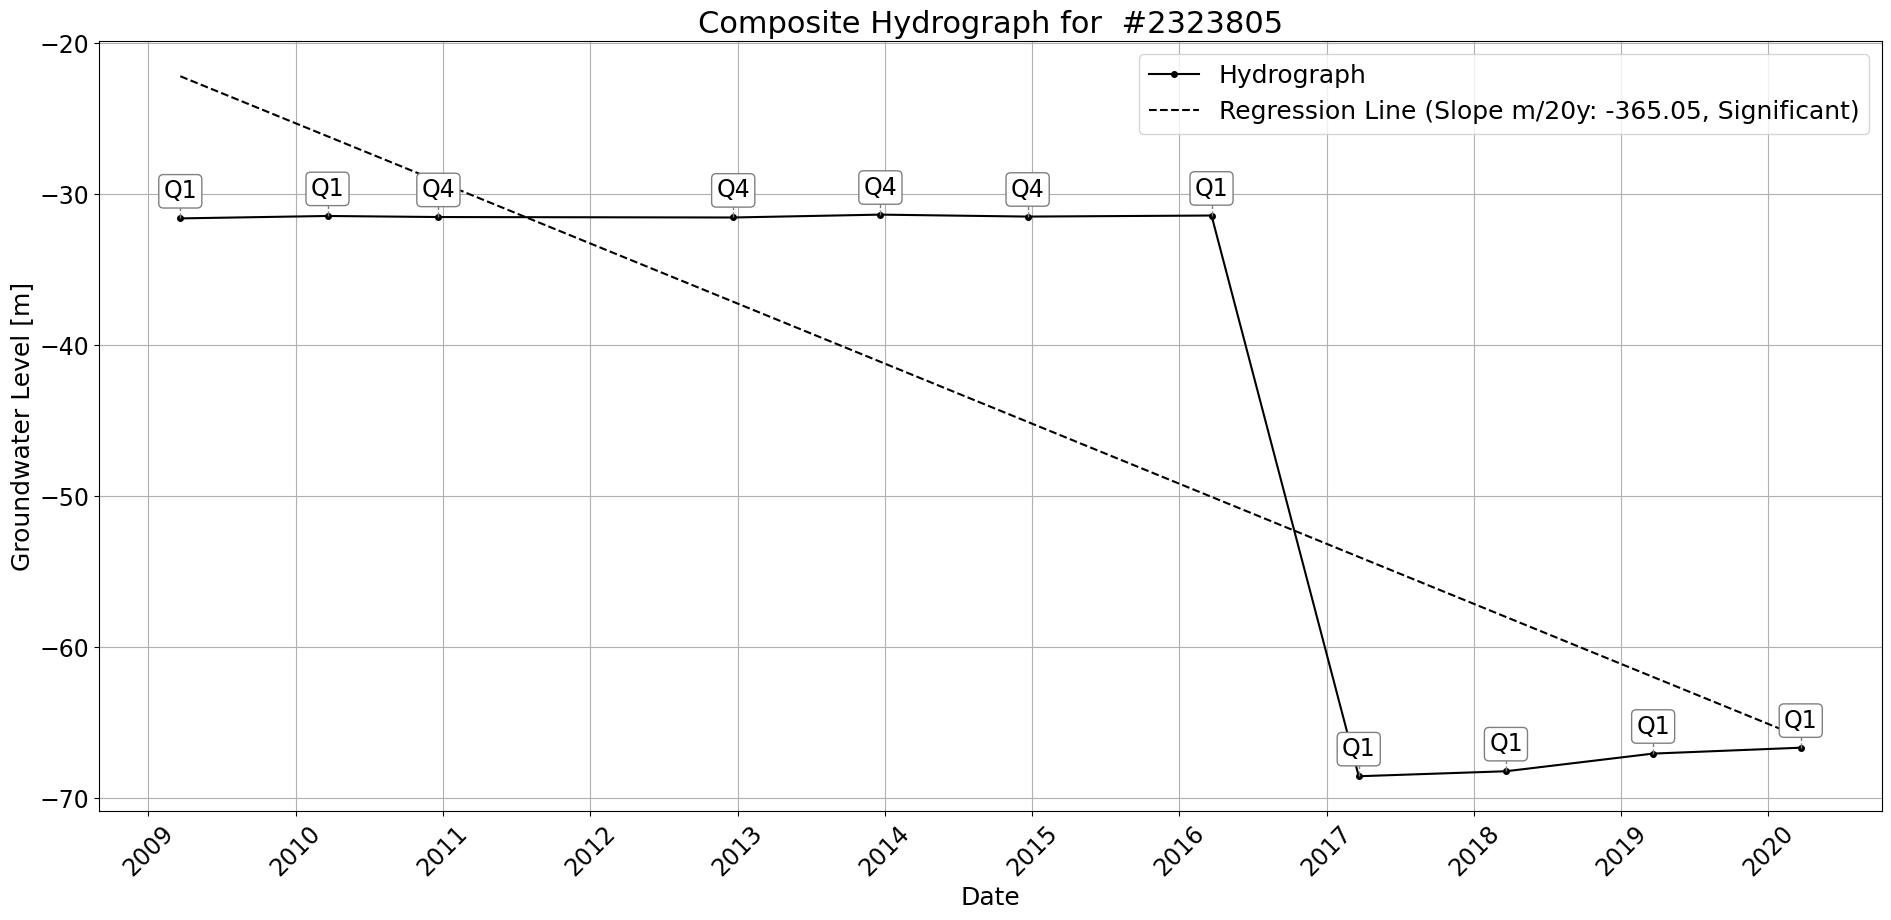 Composite Hydrograph for  #2323805
Hydrograph
Regression Line (Slope m/20y: -365.05, Significant)
Groundwater Level [m]
−20
−30
−40
−50
−60
−70
Q1
Q1
Q4
Q4
Q4
Q4
Q1
Q1
Q1
Q1
Q1
2009
2010
2011
2012
2013
2014
2015
2016
2017
2018
2019
2020
Date